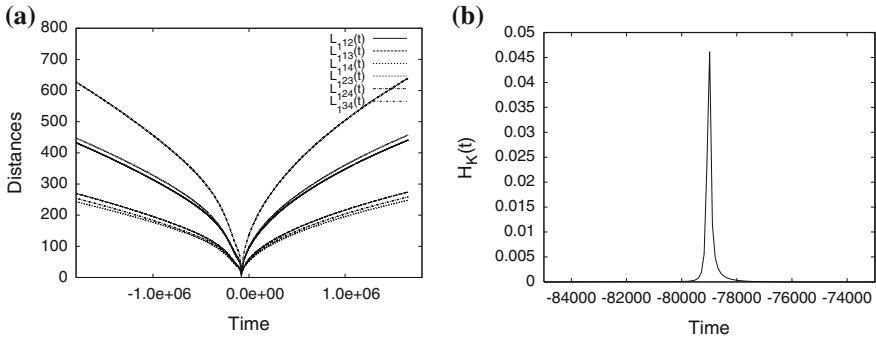 (a)
800
700
600
500
400
300
200
100
0
Distances
L₁12(t)
L₁13(t)
L₁14(t)
L₁23(t)
L₁24(t)
L₁34(t)
-1.0e+06 0.0e+00 1.0e+06
Time
(b)
0.05
0.045
0.04
0.035
0.03
0.025
0.02
0.015
0.01
0.005
0
H_K(t)
-84000 -82000 -80000 -78000 -76000 -74000
Time